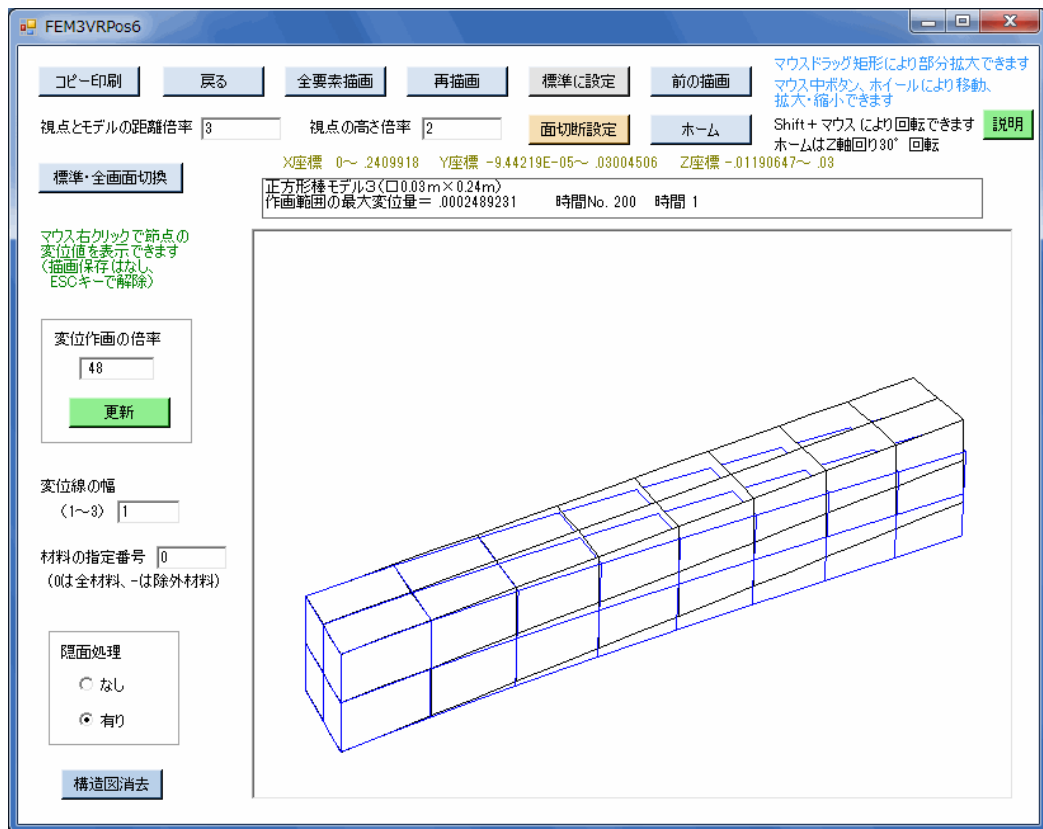 FEM3VRPos6
コピー印刷 戻る 全要素描画 再描画 標準に設定 前の描画
マウスドラッグ矩形により部分拡大できます
マウス中ボタン、ホイールにより移動、
拡大・縮小できます
視点とモデルの距離倍率 3 視点の高さ倍率 2 面切断設定 ホーム
Shift+マウス により回転できます 説明
ホームはZ軸回り30°回転
標準・全画面切換
X座標 0～ .2409918 Y座標 -9.44219E-05～ .03004506 Z座標 -.01190647～ .03
正方形棒モデル3(口0.03m×0.24m)
作画範囲の最大変位量= .0002489231 時間No. 200 時間 1
マウス右クリックで節点の
変位値を表示できます
(描画保存はなし、
ESCキーで解除)
変位作画の倍率
48
更新
変位線の幅
(1～3) 1
材料の指定番号 0
(0は全材料、-は除外材料)
隠面処理
なし
有り
構造図消去